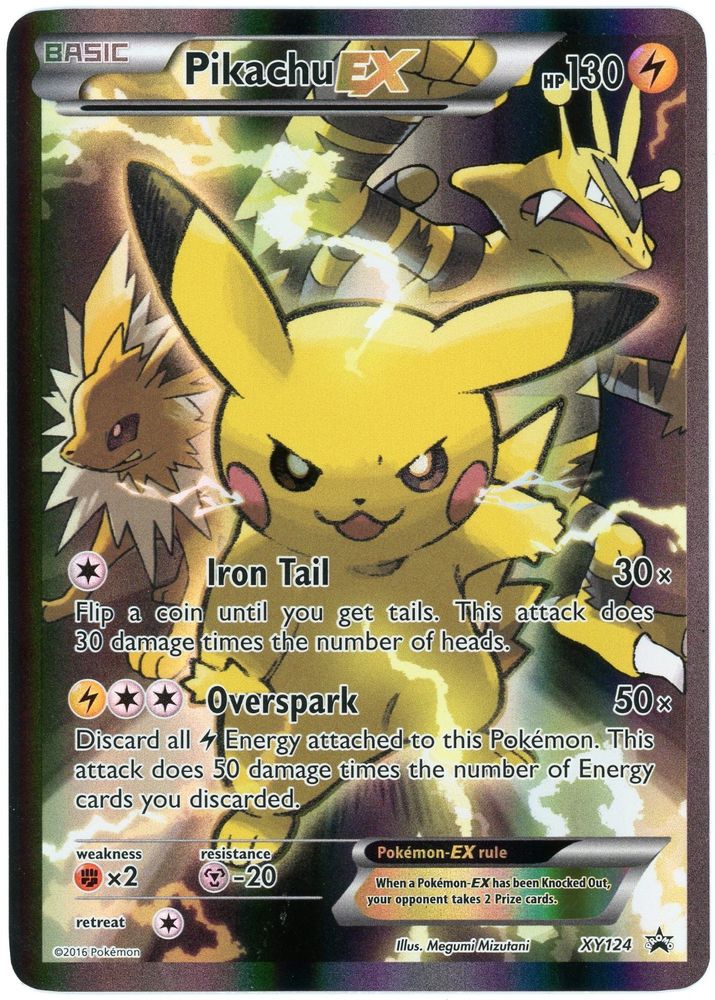 BASIC
Pikachu EX
HP130
Iron Tail 30×
Flip a coin until you get tails. This attack does
30 damage times the number of heads.
Overspark 50×
Discard all Energy attached to this Pokémon. This
attack does 50 damage times the number of Energy
cards you discarded.
weakness resistance
×2 -20
retreat
Pokémon-EX rule
When a Pokémon-EX has been Knocked Out,
your opponent takes 2 Prize cards.
©2016 Pokémon
Illus. Megumi Mizutani
XY124
PROMO